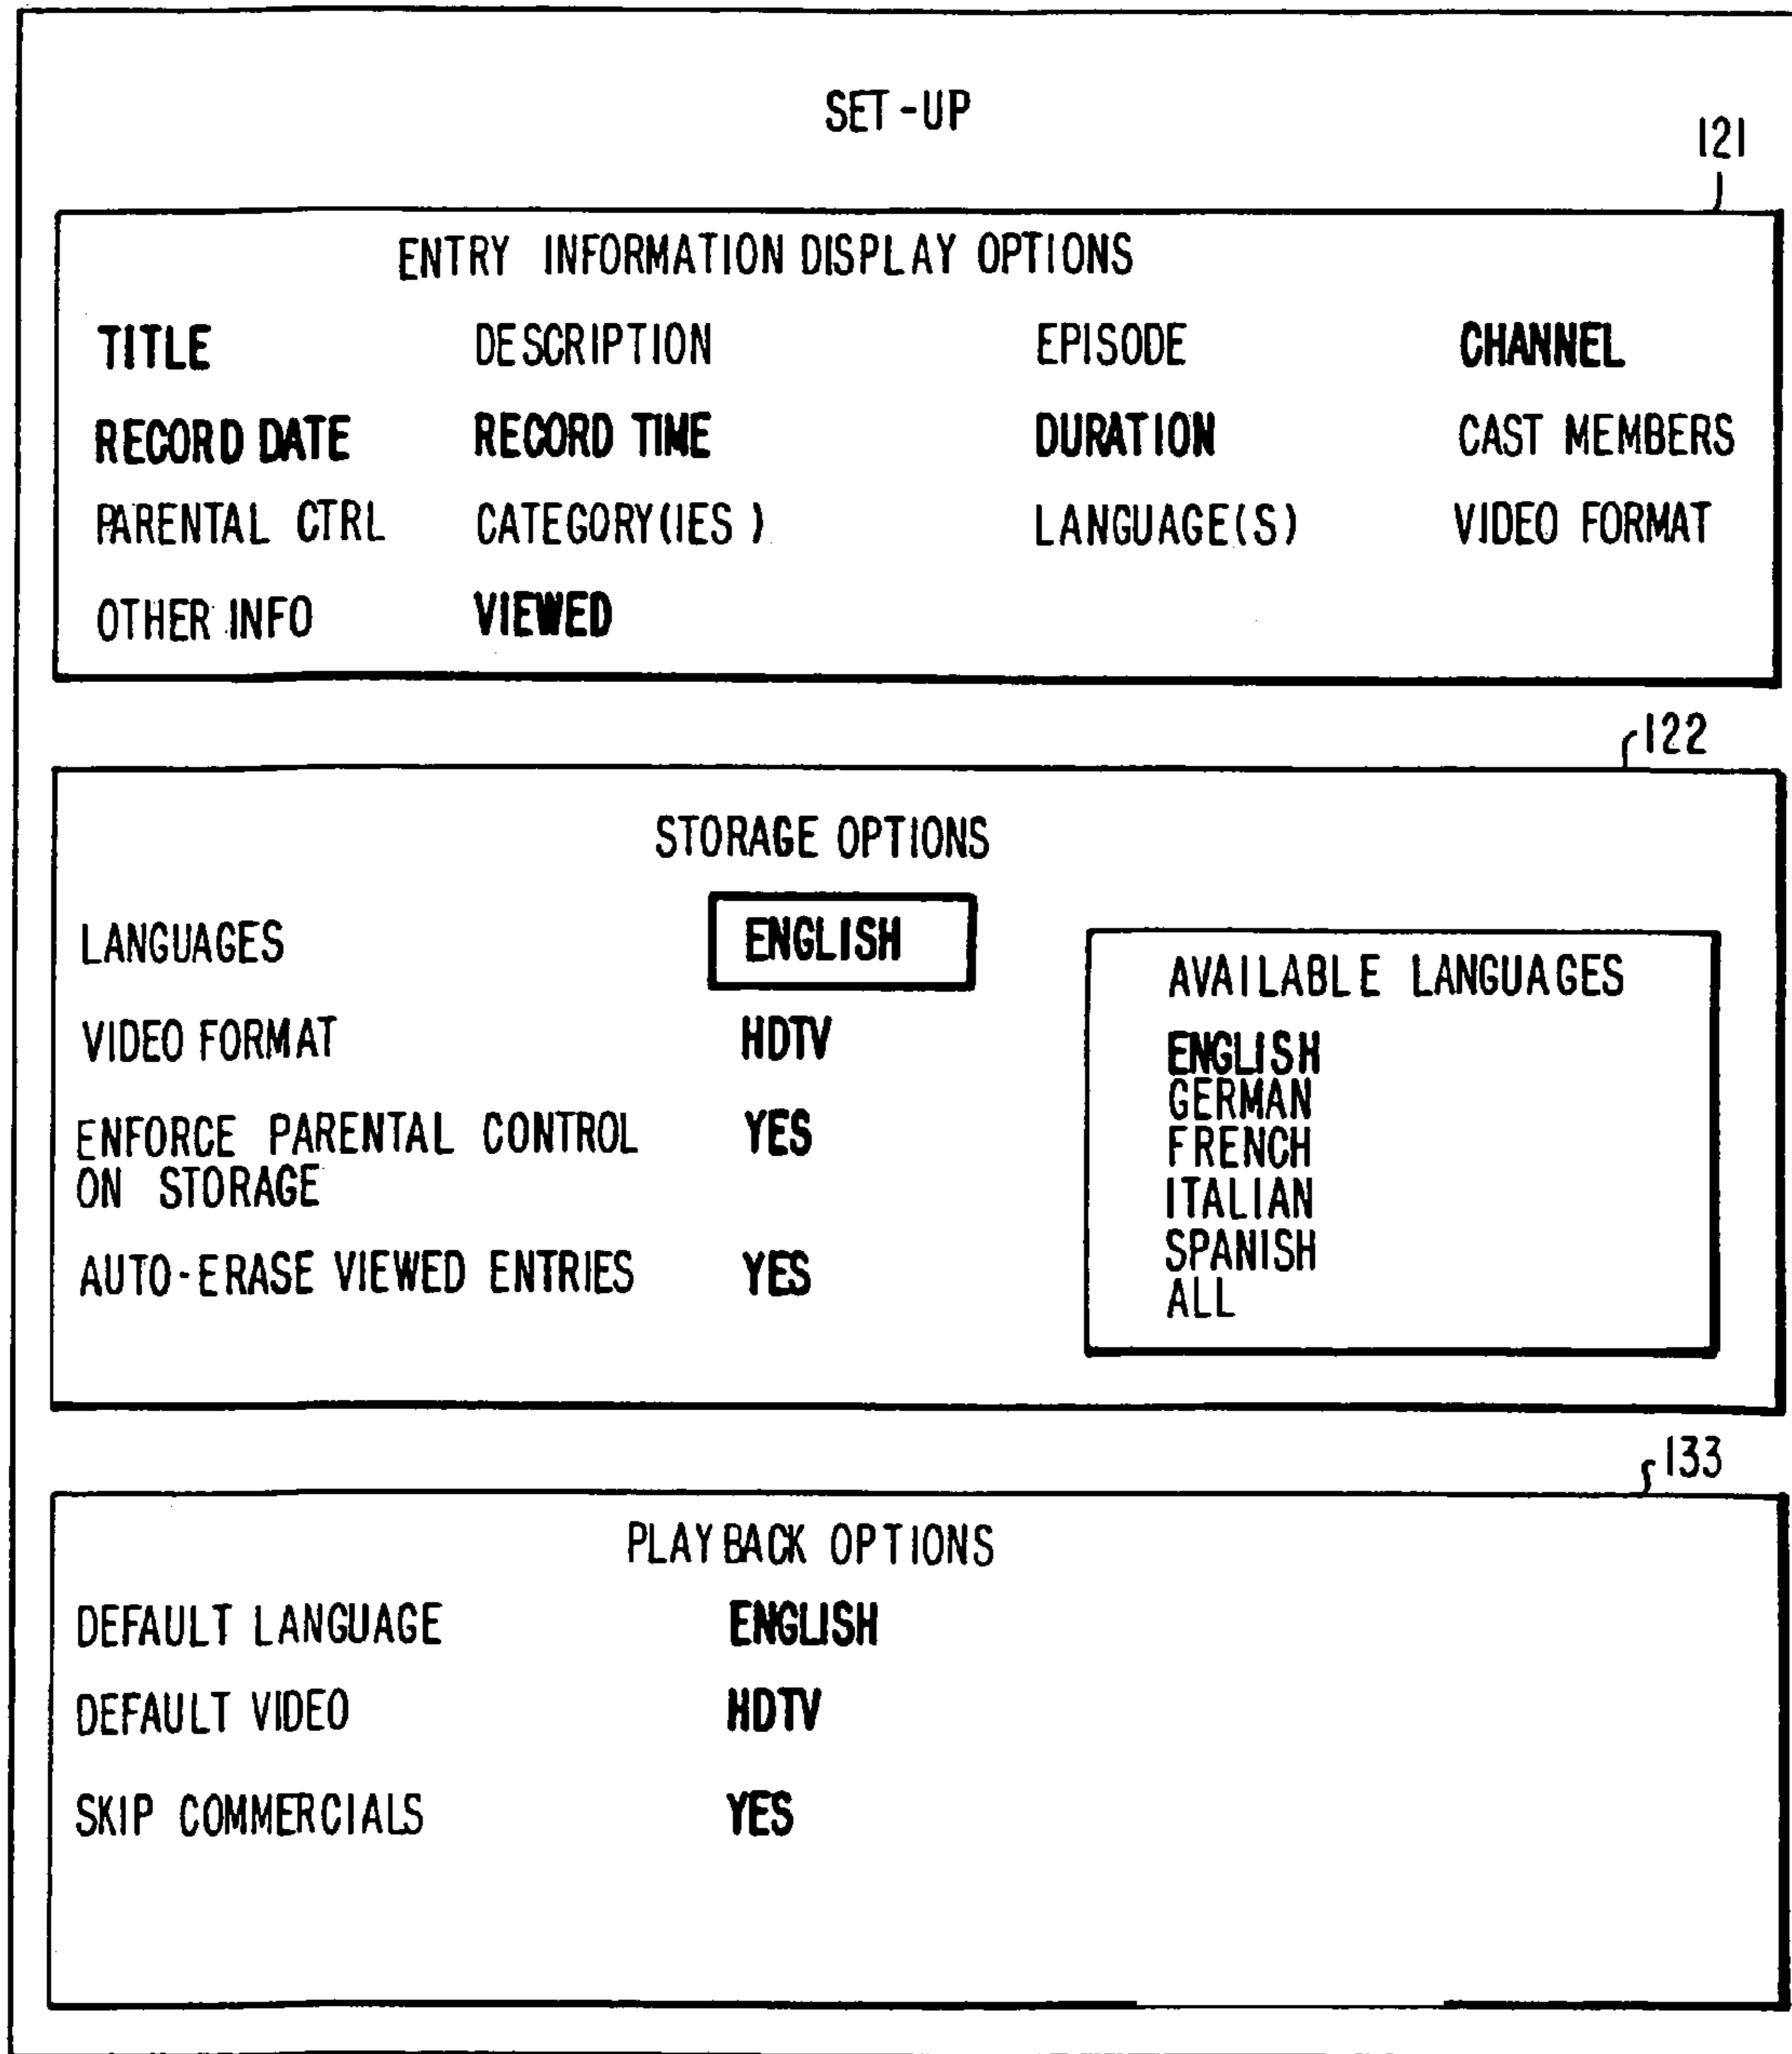 SET-UP
121
ENTRY INFORMATION DISPLAY OPTIONS
TITLE DESCRIPTION EPISODE CHANNEL
RECORD DATE RECORD TIME DURATION CAST MEMBERS
PARENTAL CTRL CATEGORY(IES) LANGUAGE(S) VIDEO FORMAT
OTHER INFO VIEWED
122
STORAGE OPTIONS
LANGUAGES ENGLISH
VIDEO FORMAT HDTV
ENFORCE PARENTAL CONTROL YES
ON STORAGE
AUTO-ERASE VIEWED ENTRIES YES
AVAILABLE LANGUAGES
ENGLISH
GERMAN
FRENCH
ITALIAN
SPANISH
ALL
133
PLAYBACK OPTIONS
DEFAULT LANGUAGE ENGLISH
DEFAULT VIDEO HDTV
SKIP COMMERCIALS YES